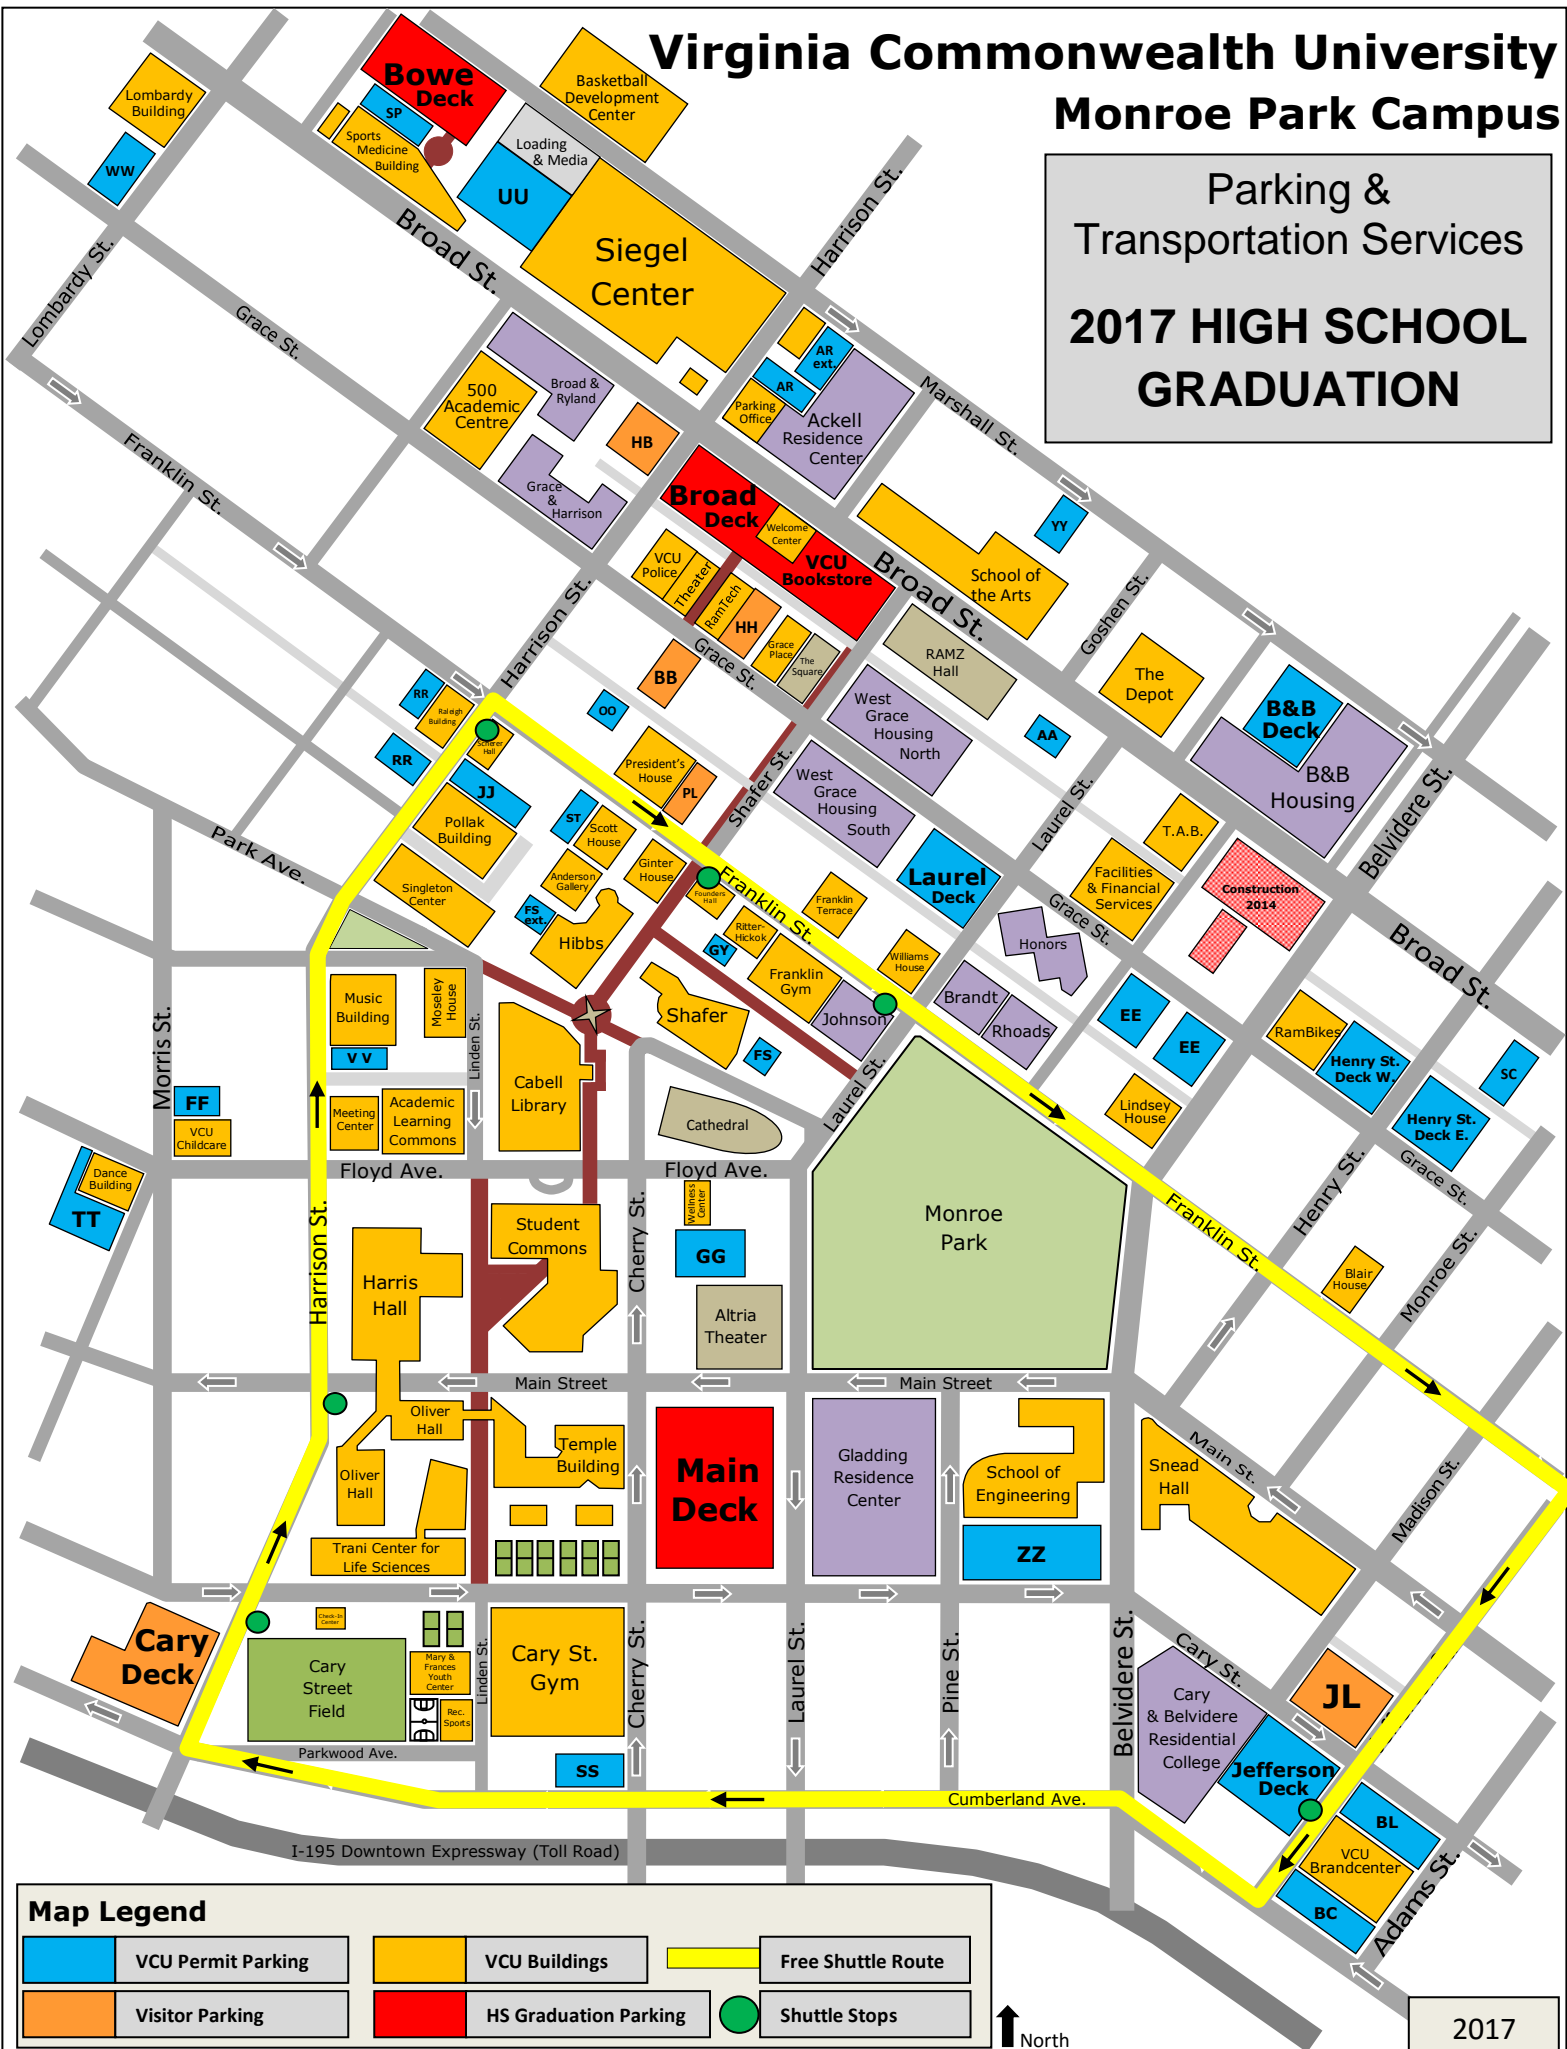 Virginia Commonwealth University
Monroe Park Campus
Parking &
Transportation Services
2017 HIGH SCHOOL
GRADUATION
Bowe
Deck
SP
Lombardy
Building
WW
Sports
Medicine
Building
Basketball
Development
Center
Loading
& Media
UU
Siegel
Center
Harrison St.
Broad St.
Lombardy St.
Grace St.
Franklin St.
AR
ext.
AR
Parking
Office
Ackell
Residence
Center
Marshall St.
500
Academic
Centre
Broad &
Ryland
HB
Grace
&
Harrison
Broad
Deck
Welcome
Center
VCU
Bookstore
YY
School of
the Arts
Broad St.
Goshen St.
VCU
Police
Theater
RamTech
HH
Grace
Place
The
Square
Grace St.
BB
OO
Harrison St.
RAMZ
Hall
The
Depot
B&B
Deck
B&B
Housing
Belvidere St.
RR
Raleigh
Building
Scherer
Hall
RR
JJ
Pollak
Building
Singleton
Center
Park Ave.
President's
House
PL
Shafer St.
West
Grace
Housing
North
AA
West
Grace
Housing
South
Laurel St.
ST
Scott
House
Anderson
Gallery
Ginter
House
FS
ext.
Hibbs
Founders
Hall
Franklin St.
Franklin
Terrace
Laurel
Deck
T.A.B.
Facilities
& Financial
Services
Construction
2014
Grace St.
Honors
Broad St.
Ritter-
Hickok
GY
Franklin
Gym
Williams
House
Johnson
Brandt
Rhoads
EE
EE
RamBikes
Henry St.
Deck W.
Henry St.
Deck E.
SC
Morris St.
Music
Building
V V
Moseley
House
Linden St.
Cabell
Library
Shafer
FS
Laurel St.
FF
VCU
Childcare
Meeting
Center
Academic
Learning
Commons
Cathedral
Lindsey
House
Grace St.
Floyd Ave.
Floyd Ave.
Dance
Building
TT
Harrison St.
Student
Commons
Cherry St.
Wellness
Center
GG
Monroe
Park
Franklin St.
Henry St.
Monroe St.
Blair
House
Harris
Hall
Altria
Theater
Main Street
Main Street
Oliver
Hall
Oliver
Hall
Temple
Building
Main
Deck
Gladding
Residence
Center
School of
Engineering
ZZ
Snead
Hall
Main St.
Madison St.
Trani Center for
Life Sciences
Cary
Deck
Check-In
Center
Cary
Street
Field
Mary &
Frances
Youth
Center
Rec.
Sports
Linden St.
Cary St.
Gym
Cherry St.
Laurel St.
Pine St.
Belvidere St.
Cary St.
Cary
& Belvidere
Residential
College
JL
Jefferson
Deck
BL
VCU
Brandcenter
BC
Adams St.
Parkwood Ave.
SS
Cumberland Ave.
I-195 Downtown Expressway (Toll Road)
Map Legend
VCU Permit Parking
VCU Buildings
Free Shuttle Route
Visitor Parking
HS Graduation Parking
Shuttle Stops
North
2017